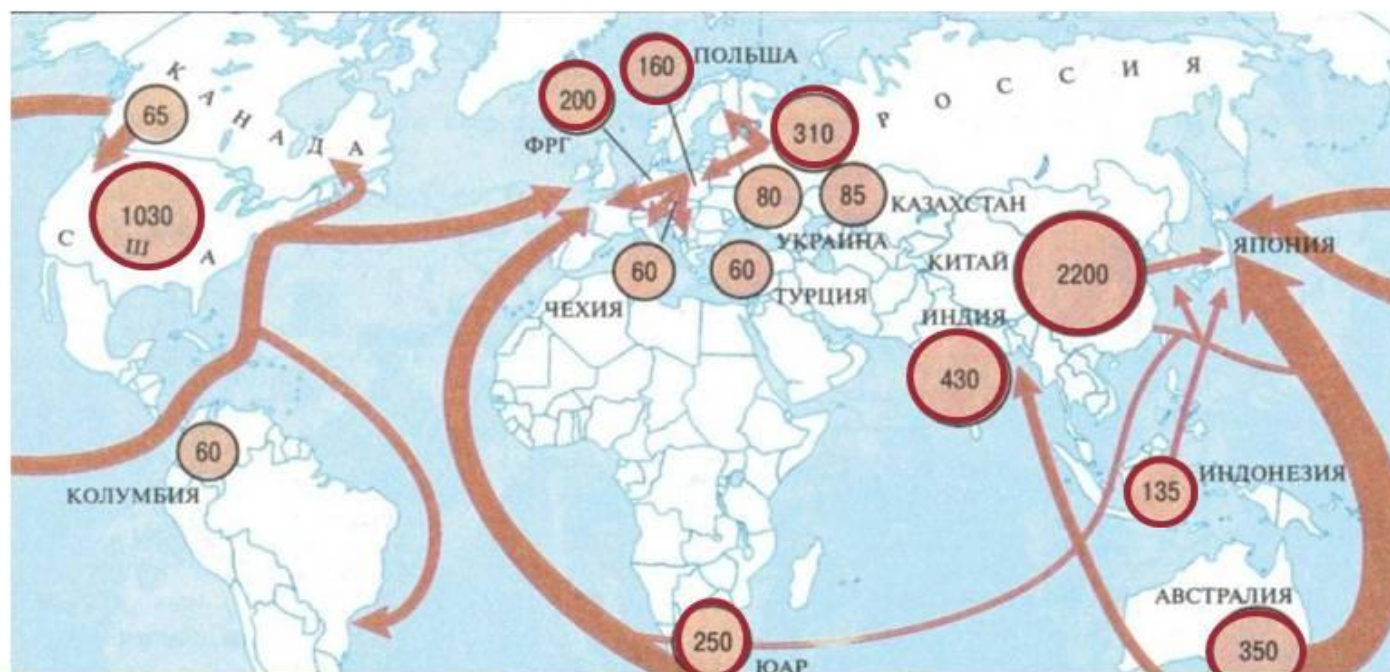 160
ПОЛЬША
200
ФРГ
КАНАДА
65
310
РОССИЯ
1030
США
80
85
КАЗАХСТАН
УКРАИНА
КИТАЙ
2200
ЯПОНИЯ
60
ЧЕХИЯ
60
ТУРЦИЯ
ИНДИЯ
430
60
КОЛУМБИЯ
135
ИНДОНЕЗИЯ
АВСТРАЛИЯ
250
350
ЮАР